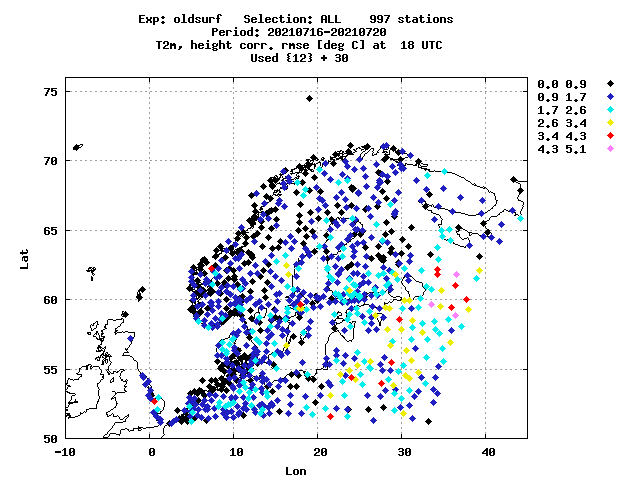 Exp: oldsurf   Selection: ALL    997 stations
Period: 20210716-20210720
T2m, height corr. rmse [deg C] at  18 UTC
Used {12} + 30
0.0 0.9
0.9 1.7
1.7 2.6
2.6 3.4
3.4 4.3
4.3 5.1
75
70
65
60
55
50
Lat
-10 0 10 20 30 40
Lon